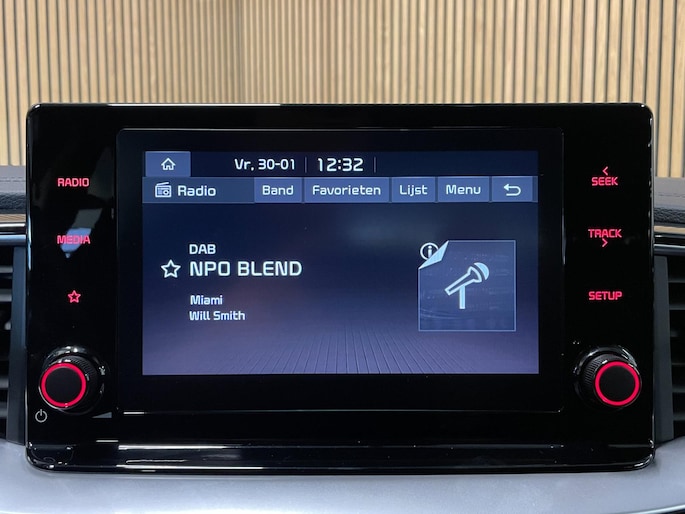 Vr, 30-01 12:32
Radio Band Favorieten Lijst Menu
DAB
NPO BLEND
Miami
Will Smith
RADIO
MEDIA
SEEK
TRACK
SETUP